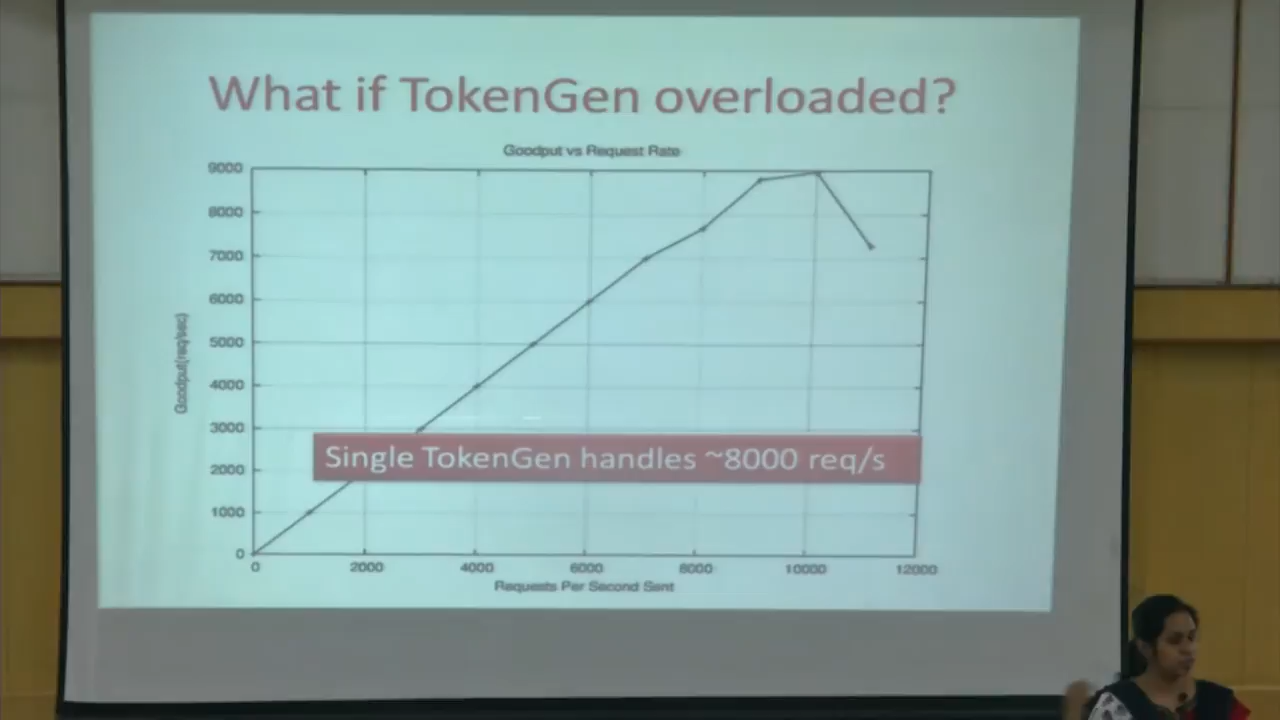 What if TokenGen overloaded?
Goodput vs Request Rate
9000
8000
7000
6000
5000
4000
3000
2000
1000
0
Goodput(req/sec)
Single TokenGen handles ~8000 req/s
0 2000 4000 6000 8000 10000 12000
Requests Per Second Sent